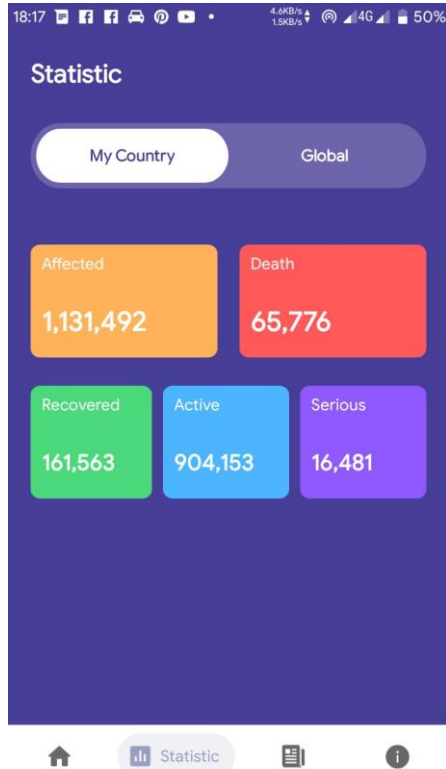 18:17 4.6KB/s 1.5KB/s 4G 50%
Statistic
My Country Global
Affected Death
1,131,492 65,776
Recovered Active Serious
161,563 904,153 16,481
Statistic